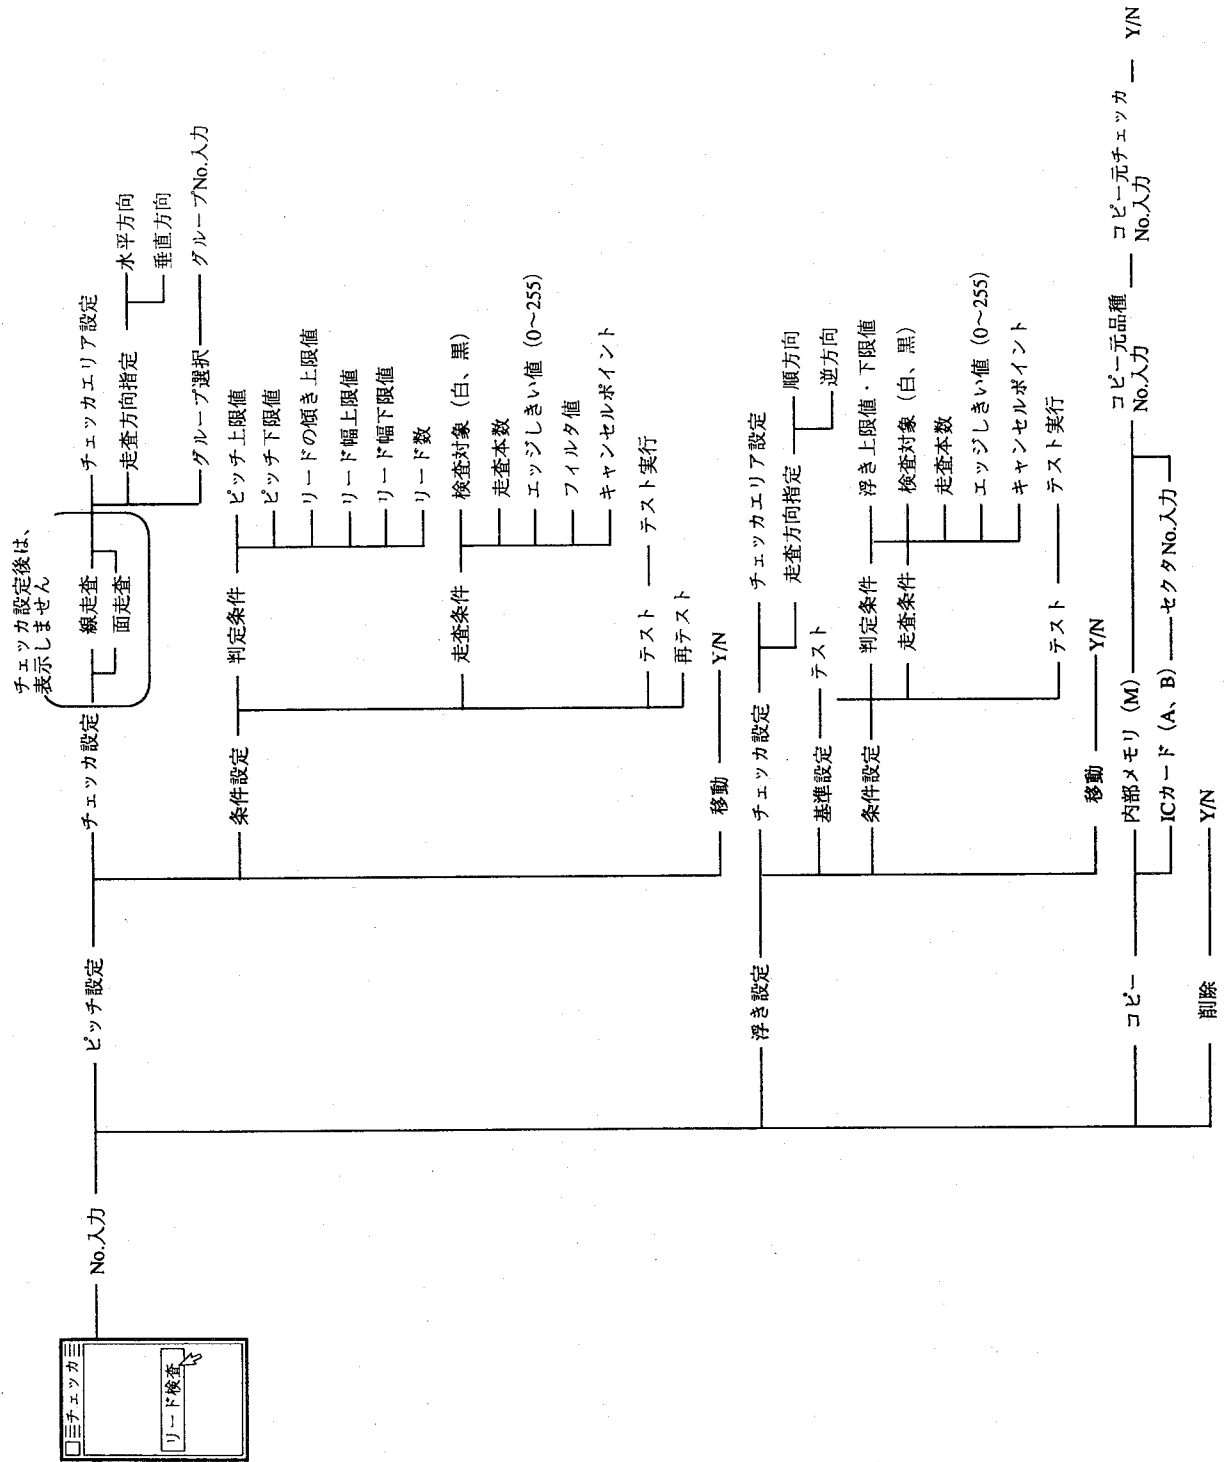 チェッカ
リード検査
No.入力
ピッチ設定
チェッカ設定
チェッカ設定後は、
表示しません
線走査
面走査
チェッカエリア設定
走査方向指定
水平方向
垂直方向
グループ選択
グループNo.入力
条件設定
判定条件
ピッチ上限値
ピッチ下限値
リードの傾き上限値
リード幅上限値
リード幅下限値
リード数
走査条件
検査対象（白、黒）
走査本数
エッジしきい値（0～255）
フィルタ値
キャンセルポイント
テスト
テスト実行
再テスト
移動
Y/N
浮き設定
チェッカ設定
チェッカエリア設定
走査方向指定
順方向
逆方向
基準設定
テスト
条件設定
判定条件
浮き上限値・下限値
走査条件
検査対象（白、黒）
走査本数
エッジしきい値（0～255）
キャンセルポイント
テスト
テスト実行
移動
Y/N
コピー
内部メモリ（M）
ICカード（A、B）
セクタNo.入力
コピー元品種
No.入力
コピー元チェッカ
No.入力
Y/N
削除
Y/N